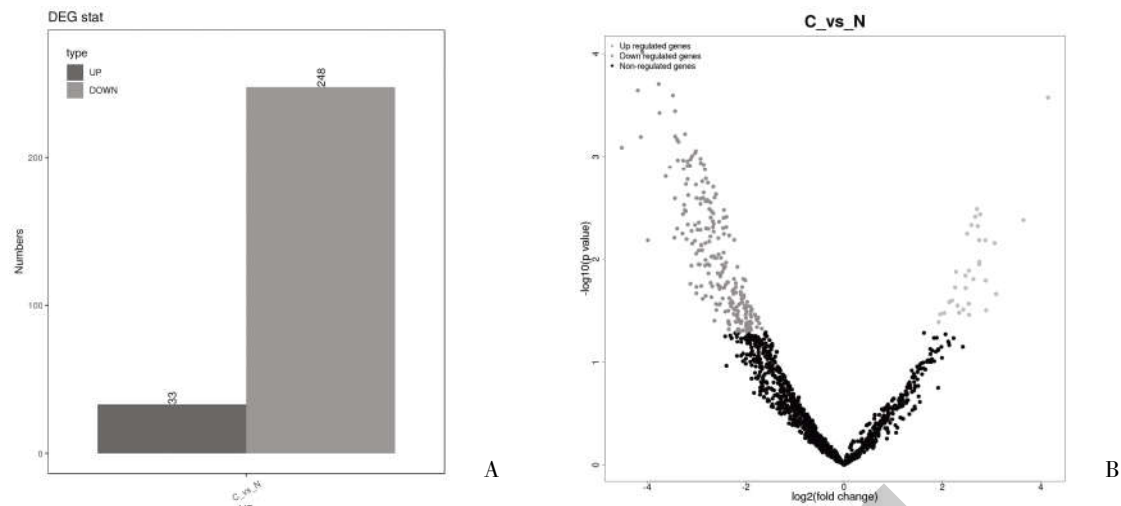 DEG stat
type
UP
DOWN
248
33
200
100
0
Numbers
C_vs_N
A
C_vs_N
Up regulated genes
Down regulated genes
Non-regulated genes
4
3
2
1
0
-log10(p value)
-4
-2
0
2
4
log2(fold change)
B